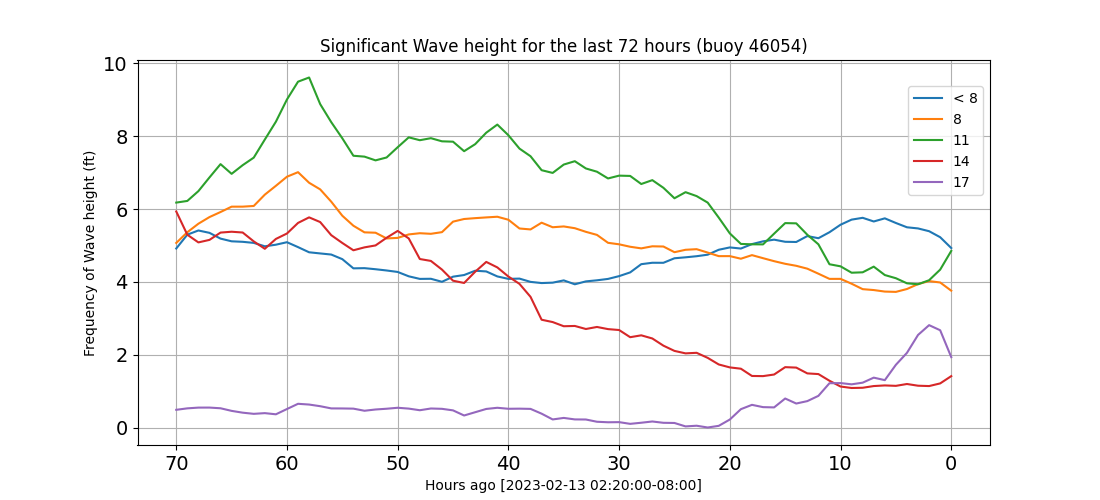 Significant Wave height for the last 72 hours (buoy 46054)
10
8
6
4
2
0
Frequency of Wave height (ft)
< 8
8
11
14
17
70 60 50 40 30 20 10 0
Hours ago [2023-02-13 02:20:00-08:00]